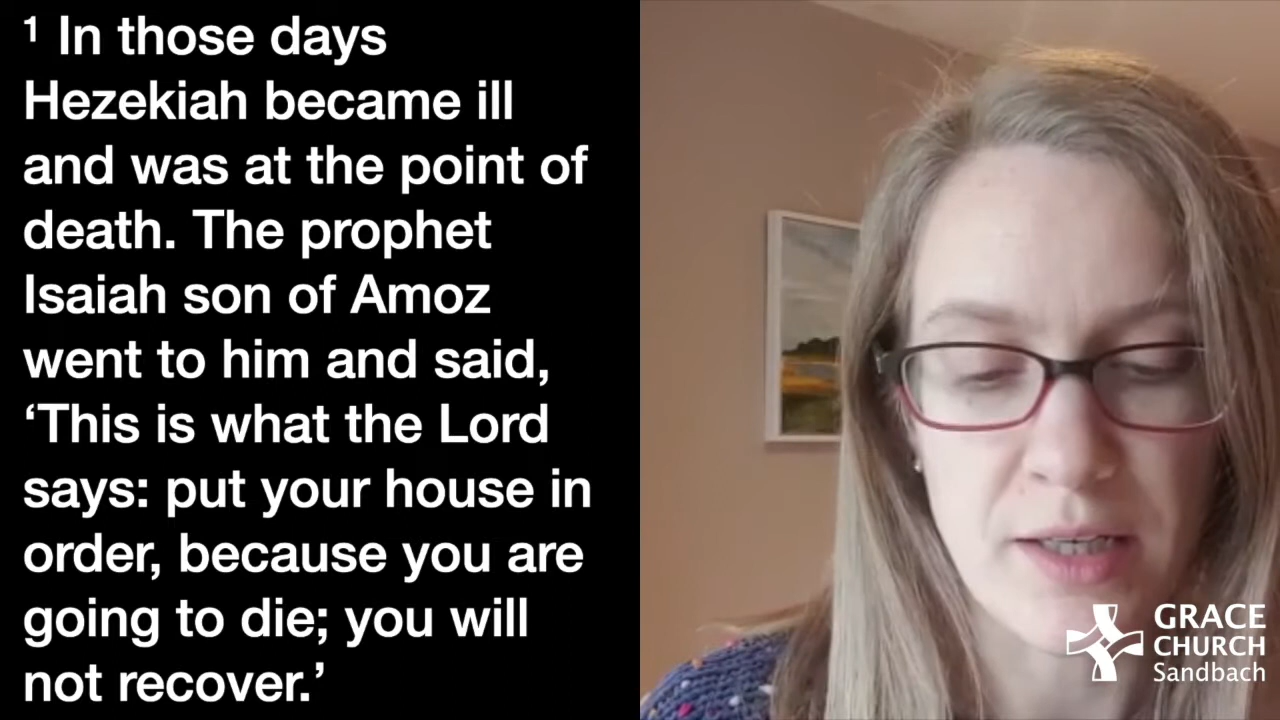 ¹ In those days
Hezekiah became ill
and was at the point of
death. The prophet
Isaiah son of Amoz
went to him and said,
‘This is what the Lord
says: put your house in
order, because you are
going to die; you will
not recover.’
GRACE
CHURCH
Sandbach